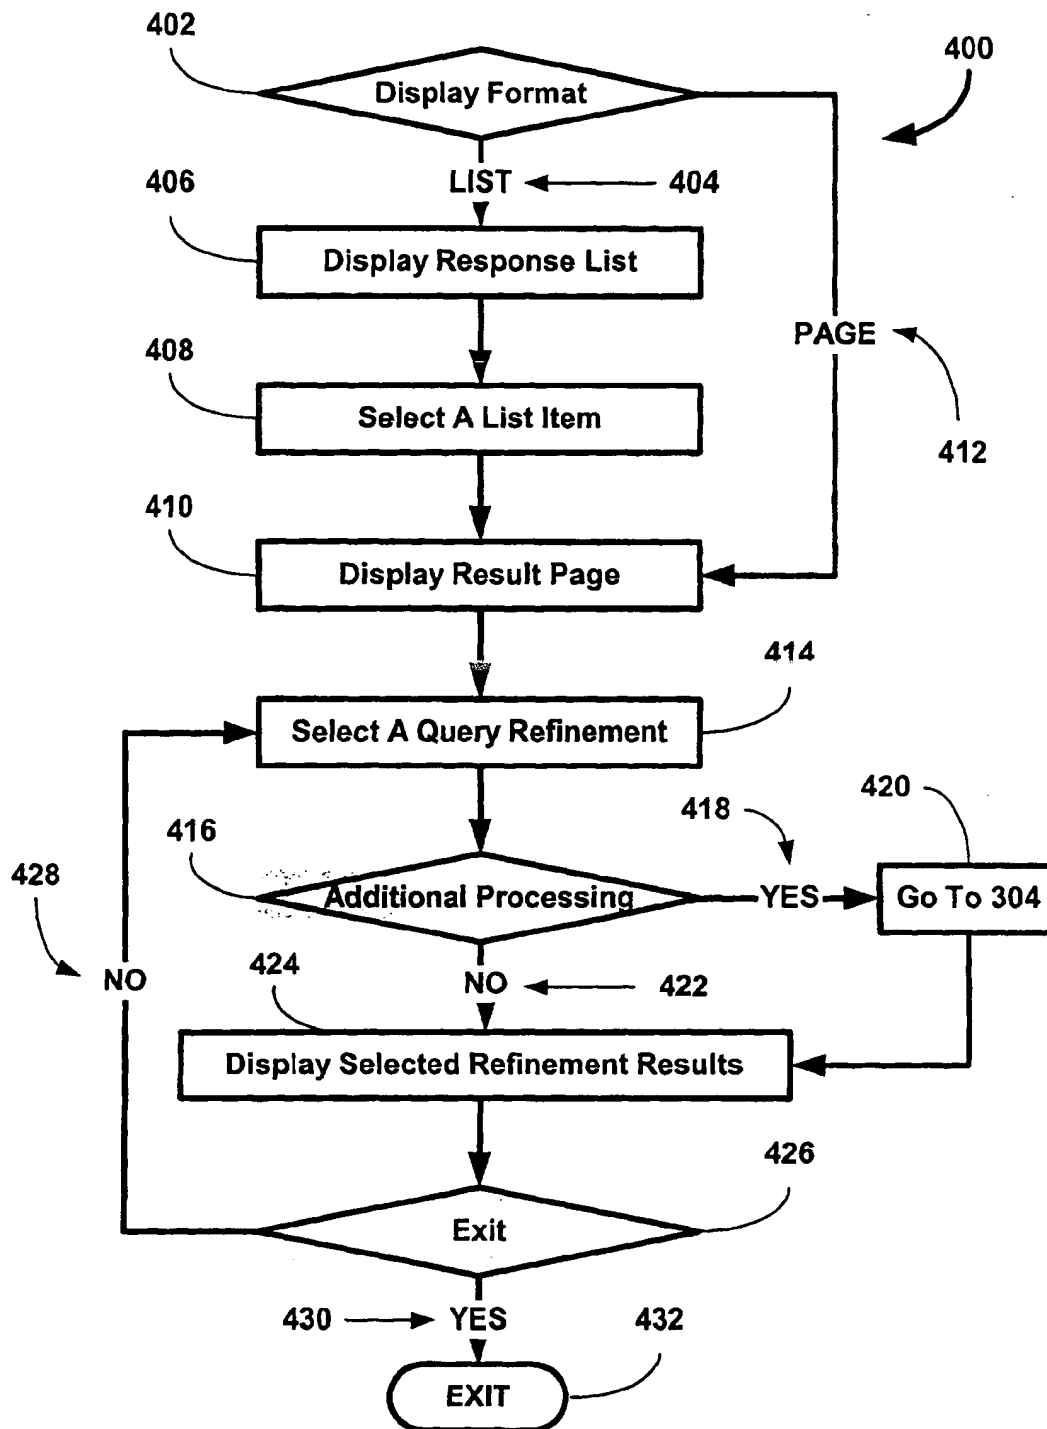 402
400
Display Format
406
LIST
404
Display Response List
PAGE
408
Select A List Item
412
410
Display Result Page
414
Select A Query Refinement
418
420
416
428
Additional Processing
YES
Go To 304
424
NO
NO
422
Display Selected Refinement Results
426
Exit
430
YES
432
EXIT